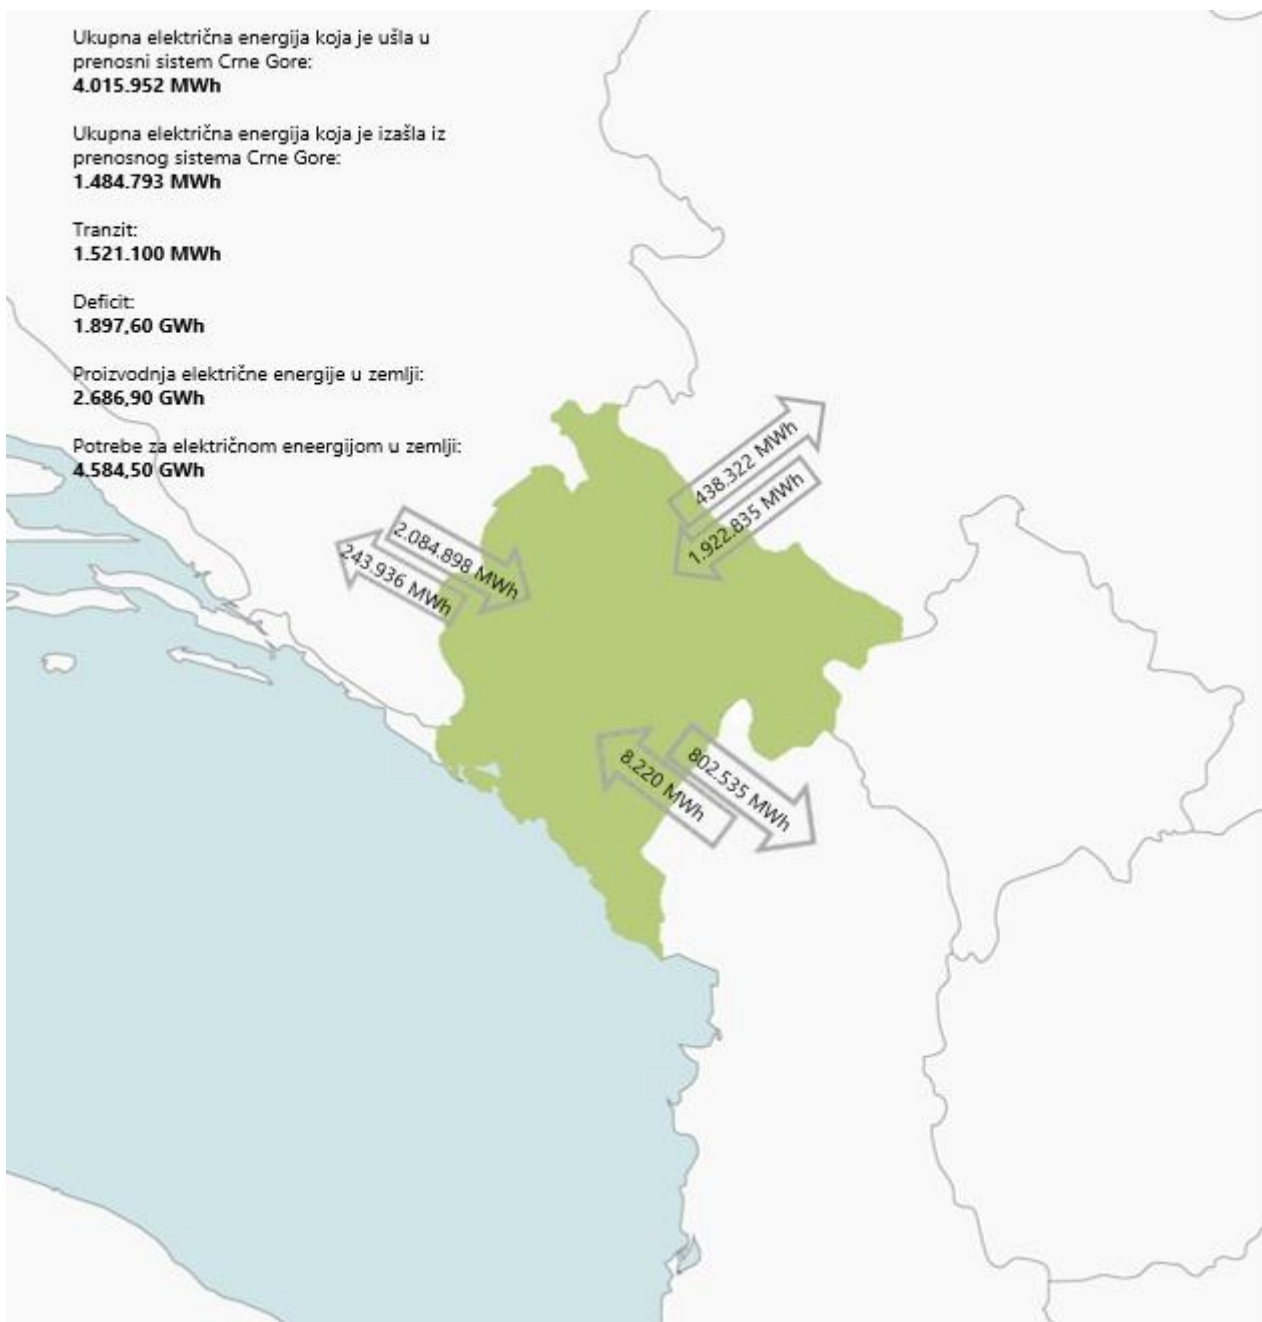 Ukupna električna energija koja je ušla u
prenosni sistem Crne Gore:
4.015.952 MWh
Ukupna električna energija koja je izašla iz
prenosnog sistema Crne Gore:
1.484.793 MWh
Tranzit:
1.521.100 MWh
Deficit:
1.897,60 GWh
Proizvodnja električne energije u zemlji:
2.686,90 GWh
Potrebe za električnom eneergijom u zemlji:
4.584,50 GWh
438.322 MWh
1.922.835 MWh
2.084.898 MWh
243.936 MWh
802.535 MWh
8.220 MWh